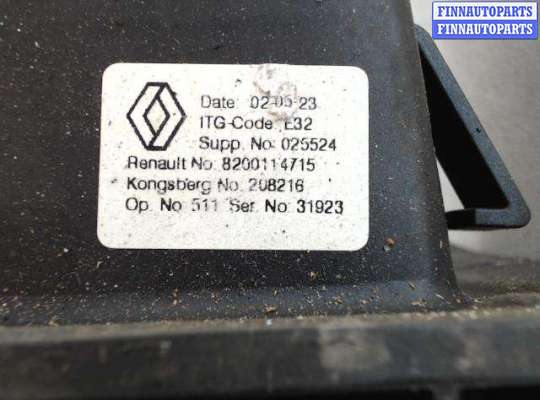 FINNAUTOPARTS
FINNAUTOPARTS
Date: 02-05-23
ITG-Code: E32
Supp. No: 025524
Renault No: 8200114715
Kongsberg No: 208216
Op. No: 511 Ser. No: 31923